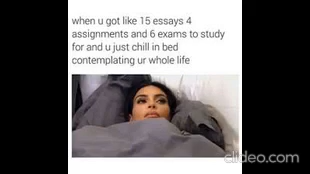 when u got like 15 essays 4
assignments and 6 exams to study
for and u just chill in bed
contemplating ur whole life
clideo.com